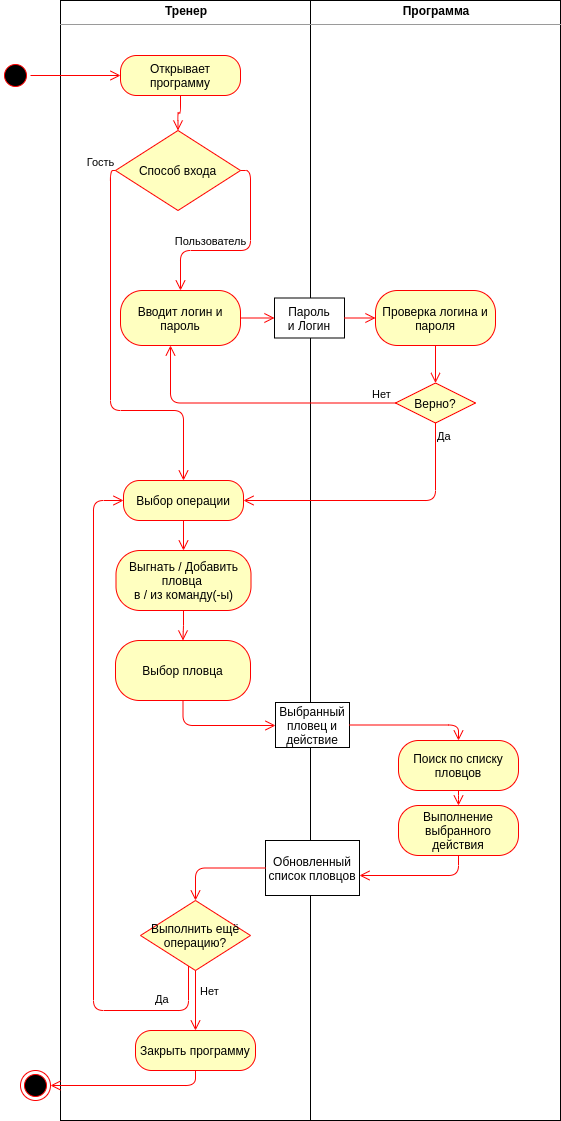 Тренер
Программа
Открывает
программу
Способ входа
Гость
Пользователь
Вводит логин и
пароль
Пароль
и Логин
Проверка логина и
пароля
Нет
Верно?
Да
Выбор операции
Выгнать / Добавить
пловца
в / из команду(-ы)
Выбор пловца
Выбранный
пловец и
действие
Поиск по списку
пловцов
Выполнение
выбранного
действия
Обновленный
список пловцов
Выполнить ещё
операцию?
Да
Нет
Закрыть программу